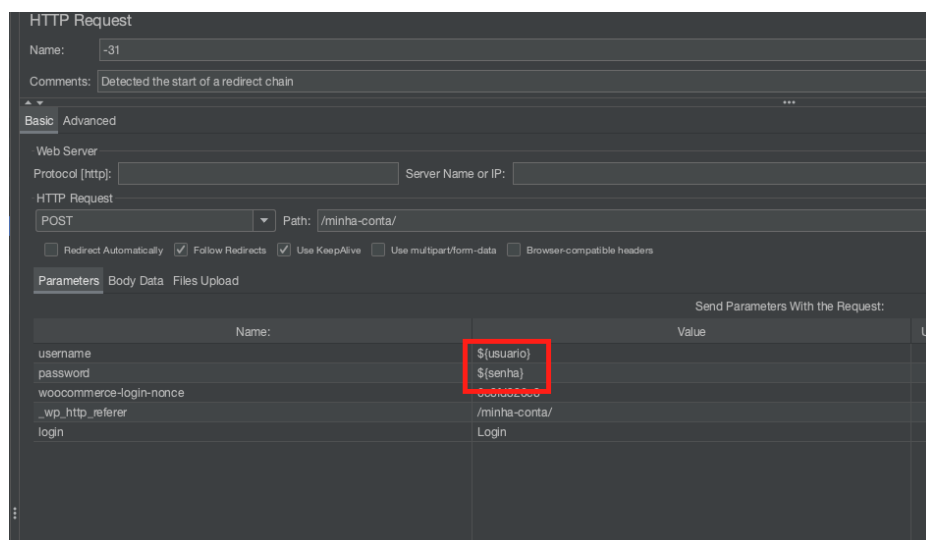 HTTP Request
Name: -31
Comments: Detected the start of a redirect chain
Basic Advanced
Web Server
Protocol [http]: Server Name or IP:
HTTP Request
POST Path: /minha-conta/
Redirect Automatically Follow Redirects Use KeepAlive Use multipart/form-data Browser-compatible headers
Parameters Body Data Files Upload
Send Parameters With the Request:
Name: Value
username ${usuario}
password ${senha}
woocommerce-login-nonce
_wp_http_referer /minha-conta/
login Login